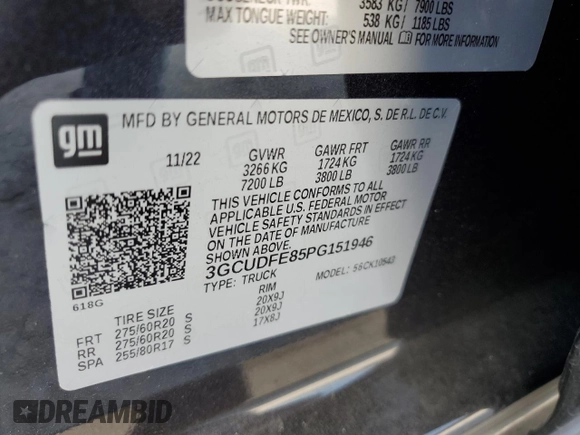 3583 KG / 7900 LBS
MAX TONGUE WEIGHT: 538 KG / 1185 LBS
SEE OWNER'S MANUAL FOR MORE INFORMATION
gm
MFD BY GENERAL MOTORS DE MEXICO, S. DE R.L. DE C.V.
11/22 GVWR GAWR FRT GAWR RR
3266 KG 1724 KG 1724 KG
7200 LB 3800 LB 3800 LB
THIS VEHICLE CONFORMS TO ALL
APPLICABLE U.S. FEDERAL MOTOR
VEHICLE SAFETY STANDARDS IN
EFFECT ON THE DATE OF MANUFACTURE
SHOWN ABOVE.
3GCUDFE85PG151946
TYPE: TRUCK MODEL: 56CK10543
618G
TIRE SIZE RIM
FRT 275/60R20 S 20X9J
RR 275/60R20 S 20X9J
SPA 255/80R17 S 17X8J
DREAMBID